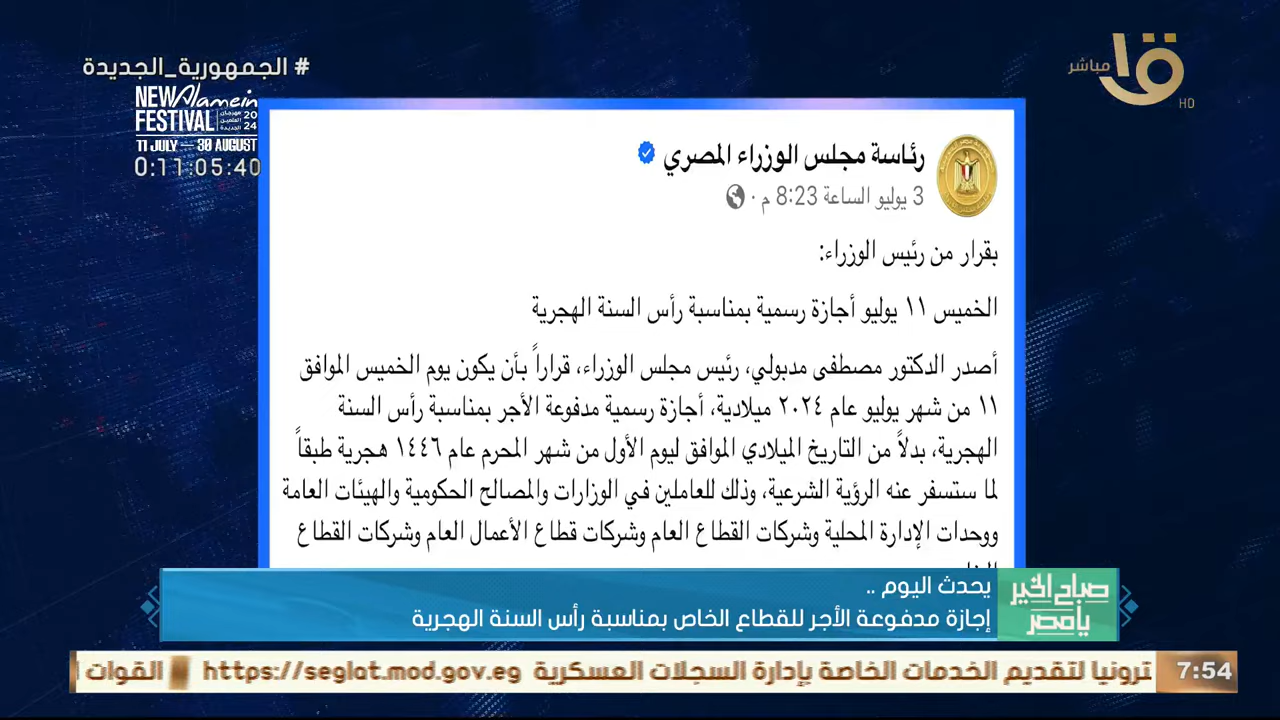 # الجمهورية_الجديدة
NEW Alamein
FESTIVAL
مهرجان العلمين الجديدة
2024
11 JULY — 30 AUGUST
0:11:05:40
مباشر
HD
رئاسة مجلس الوزراء المصري
3 يوليو الساعة 8:23 م ·
بقرار من رئيس الوزراء:
الخميس ١١ يوليو أجازة رسمية بمناسبة رأس السنة الهجرية
أصدر الدكتور مصطفى مدبولي، رئيس مجلس الوزراء، قراراً بأن يكون يوم الخميس الموافق
١١ من شهر يوليو عام ٢٠٢٤ ميلادية، أجازة رسمية مدفوعة الأجر بمناسبة رأس السنة
الهجرية، بدلاً من التاريخ الميلادي الموافق ليوم الأول من شهر المحرم عام ١٤٤٦ هجرية طبقاً
لما ستسفر عنه الرؤية الشرعية، وذلك للعاملين في الوزارات والمصالح الحكومية والهيئات العامة
ووحدات الإدارة المحلية وشركات القطاع العام وشركات قطاع الأعمال العام وشركات القطاع
صباح الخير
يا مصر
يحدث اليوم ..
إجازة مدفوعة الأجر للقطاع الخاص بمناسبة رأس السنة الهجرية
7:54
ترونيا لتقديم الخدمات الخاصة بإدارة السجلات العسكرية https://seglat.mod.gov.eg القوات